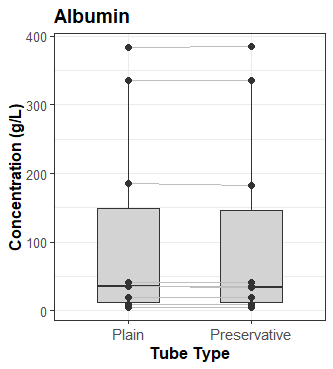 Albumin
Concentration (g/L)
400
300
200
100
0
Plain Preservative
Tube Type